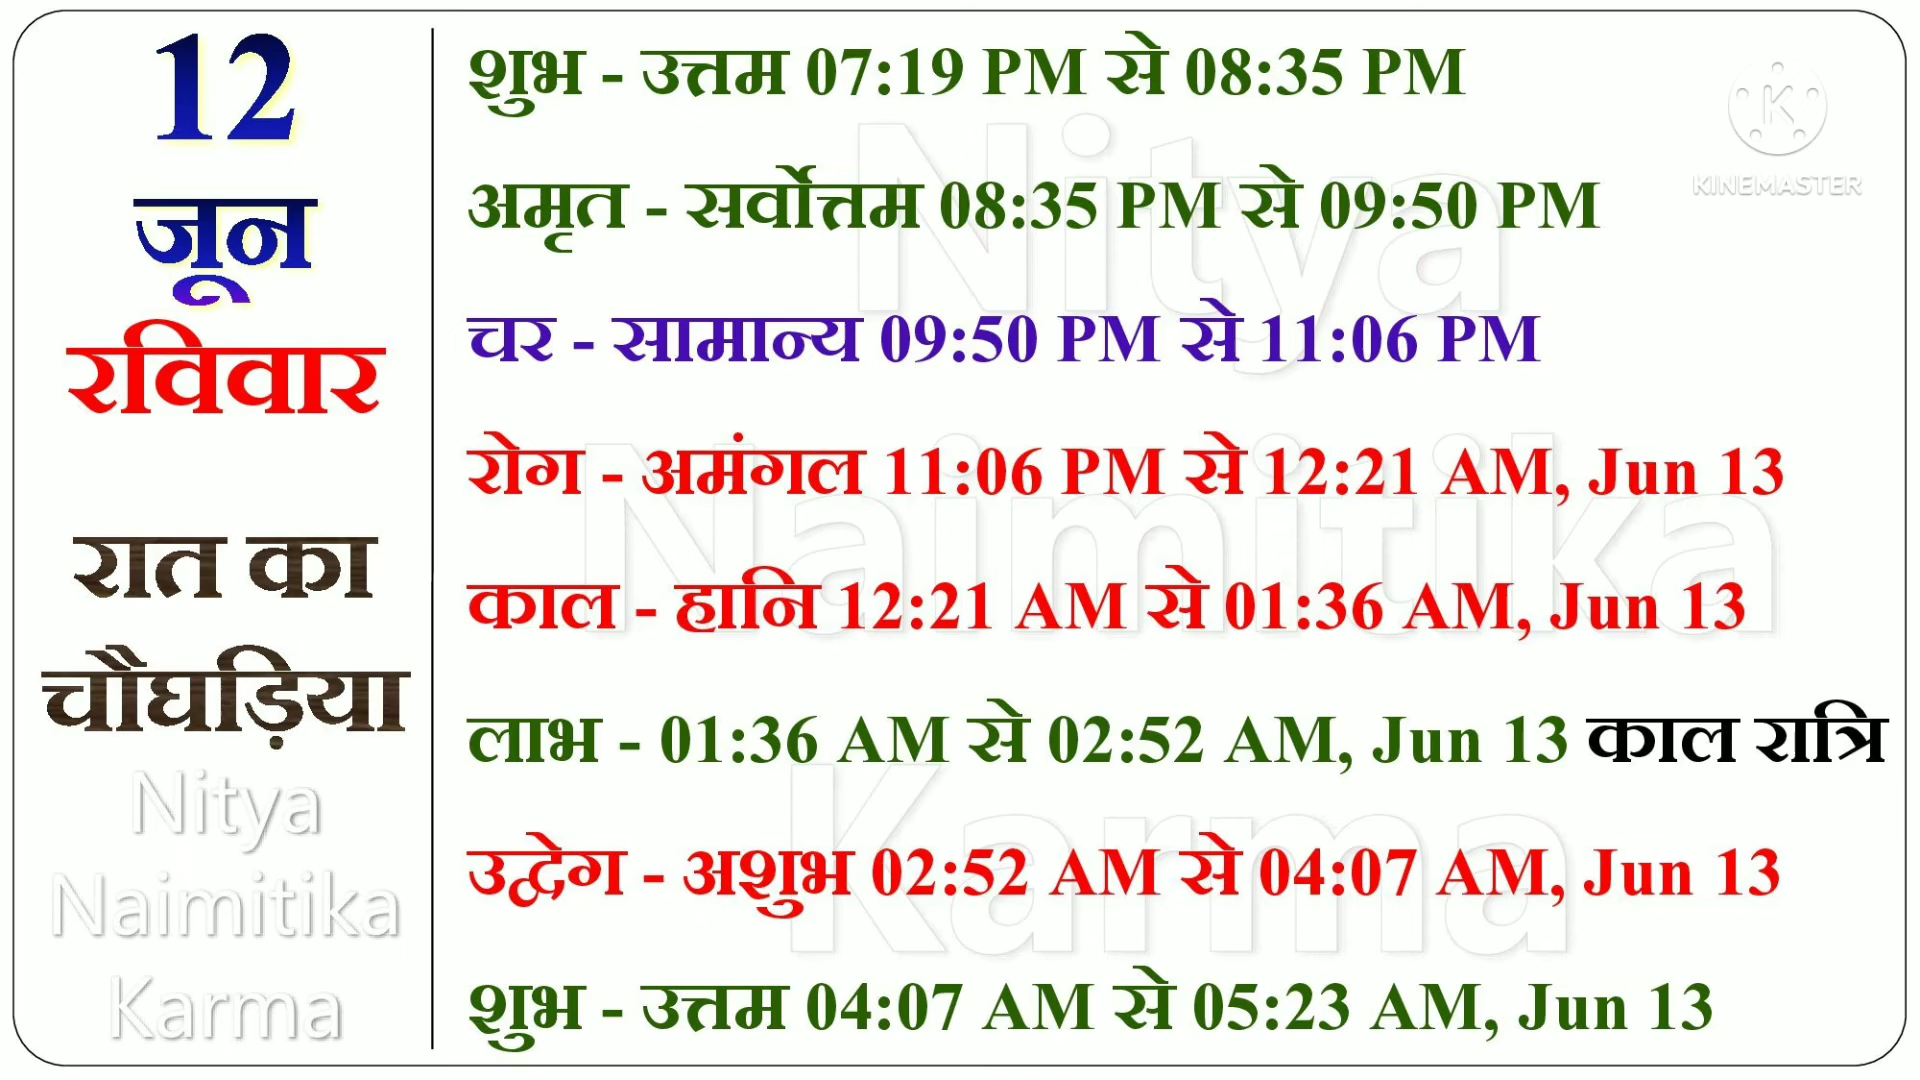 12
जून
रविवार
रात का
चौघड़िया
Nitya
Naimitika
Karma
शुभ - उत्तम 07:19 PM से 08:35 PM
अमृत - सर्वोत्तम 08:35 PM से 09:50 PM
चर - सामान्य 09:50 PM से 11:06 PM
रोग - अमंगल 11:06 PM से 12:21 AM, Jun 13
काल - हानि 12:21 AM से 01:36 AM, Jun 13
लाभ - 01:36 AM से 02:52 AM, Jun 13 काल रात्रि
उद्वेग - अशुभ 02:52 AM से 04:07 AM, Jun 13
शुभ - उत्तम 04:07 AM से 05:23 AM, Jun 13
Nitya
Naimitika
Karma
K
KINEMASTER